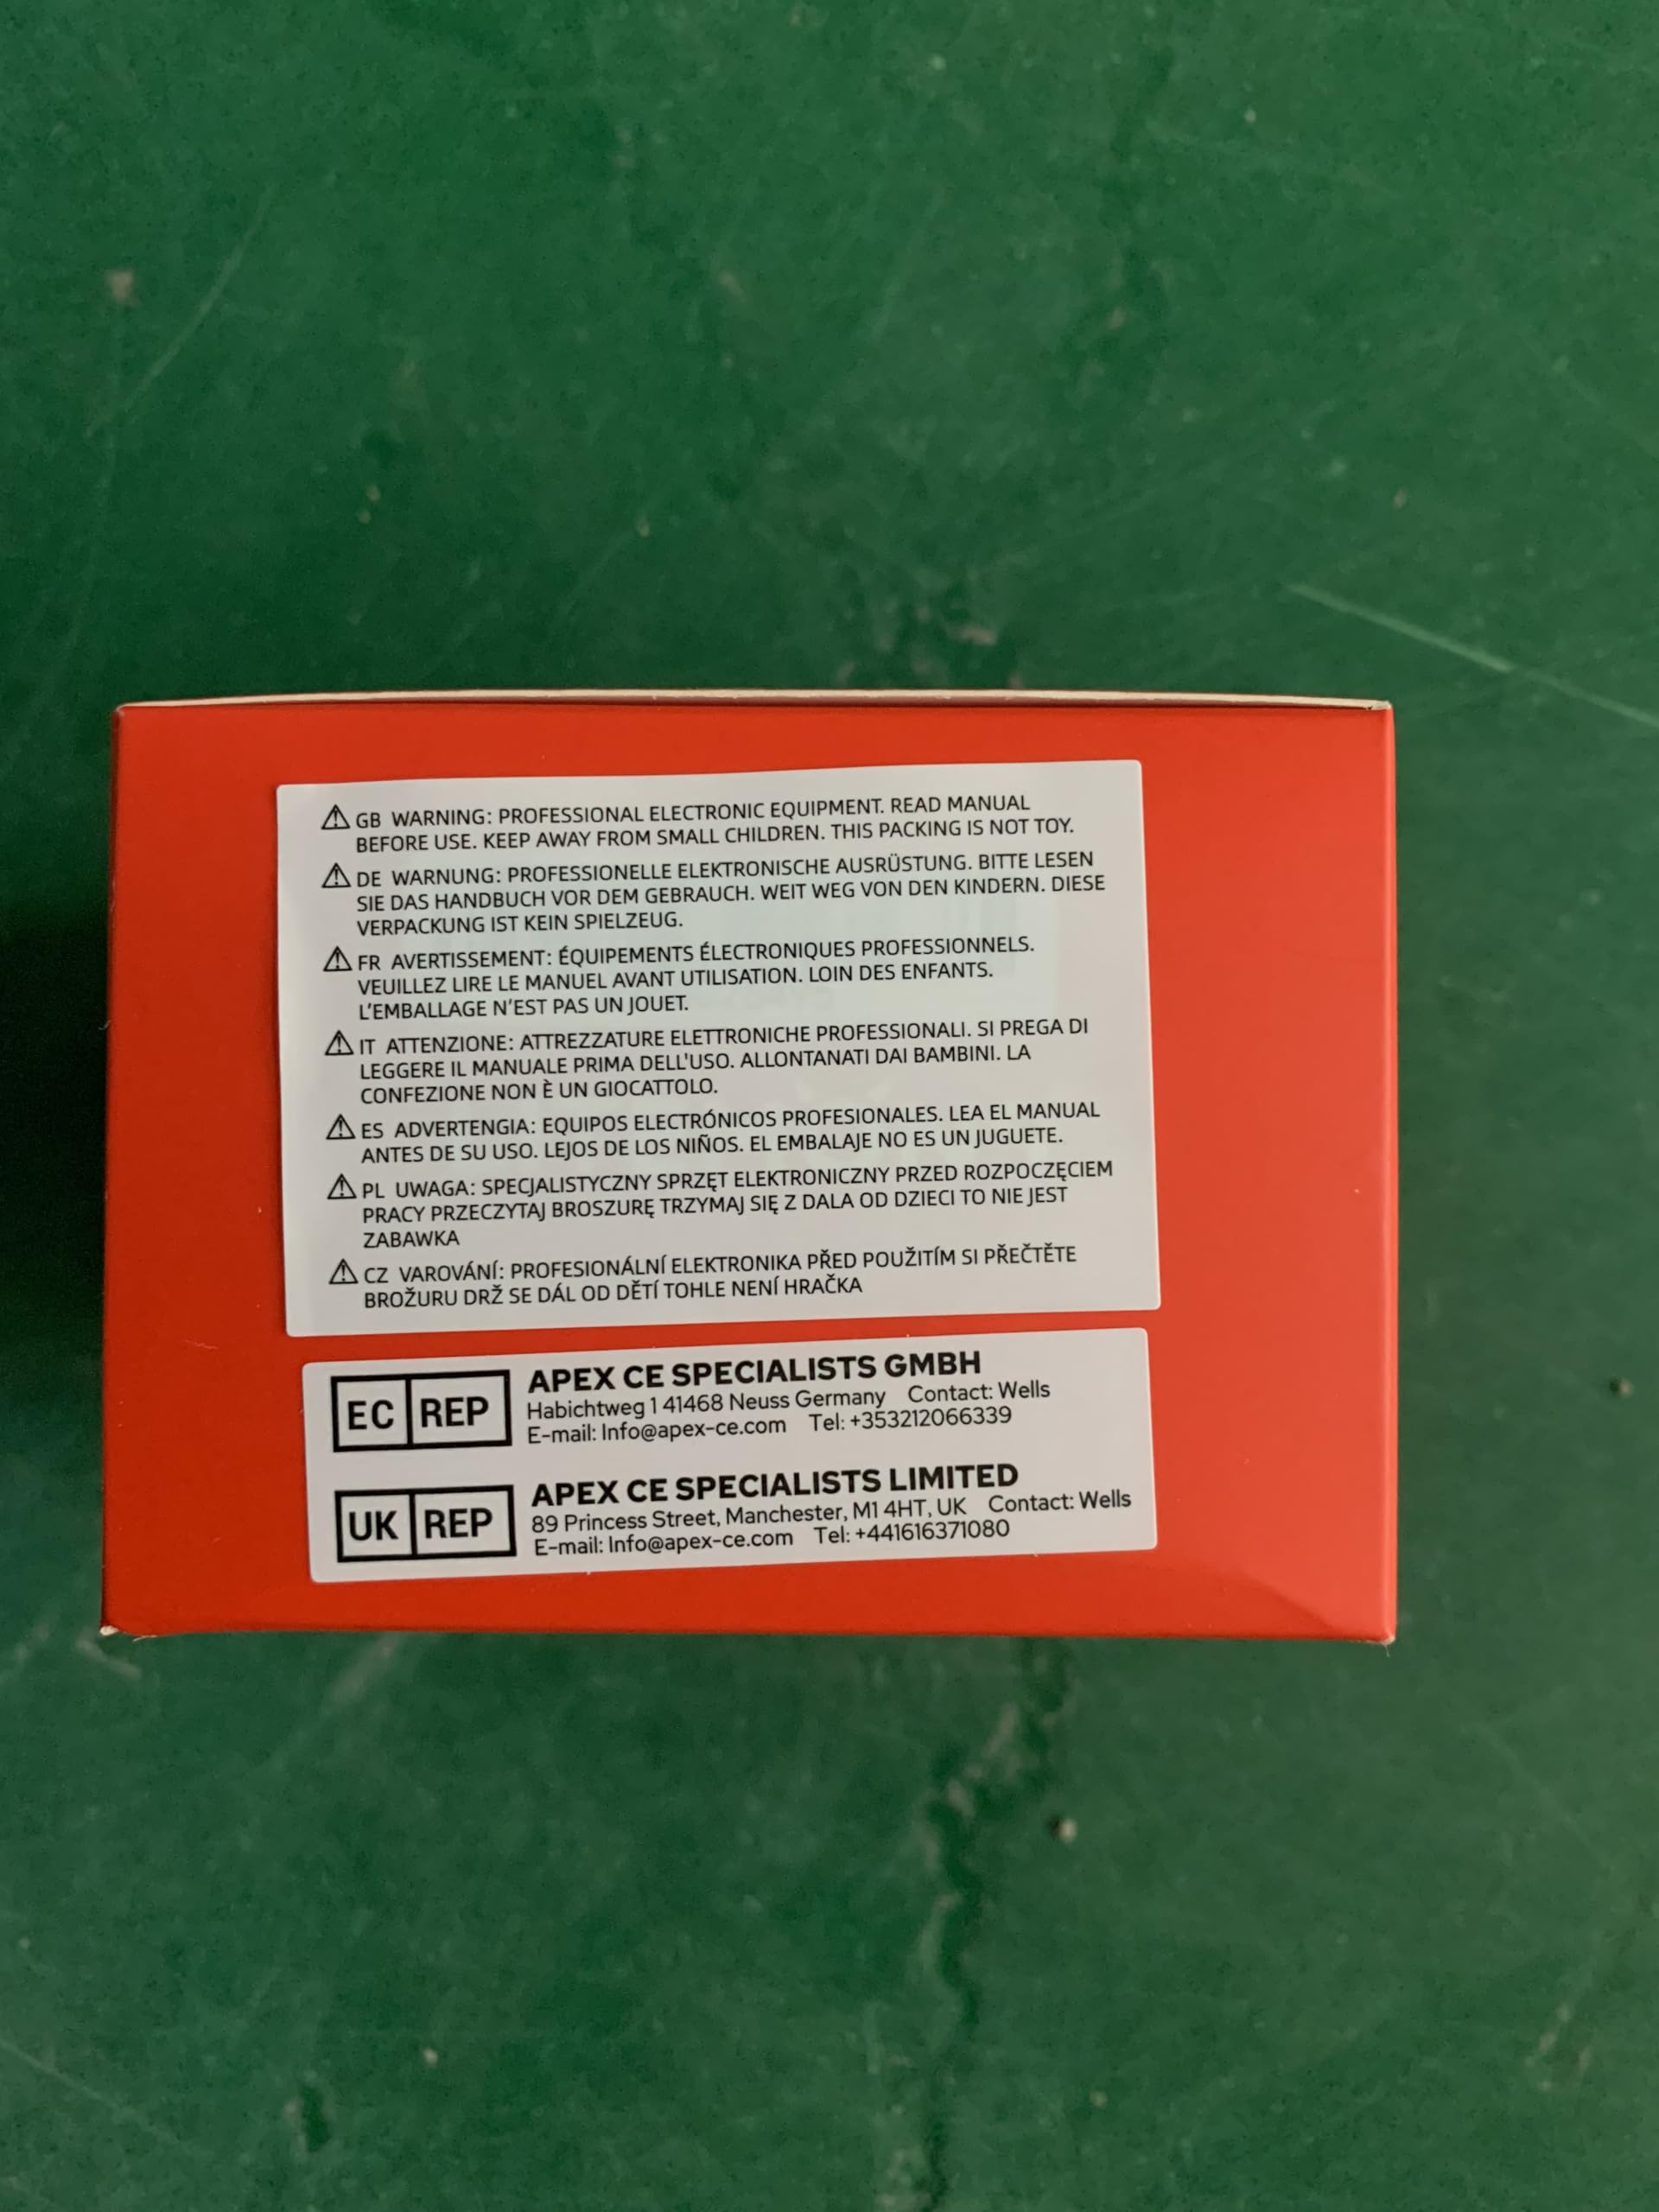 ⚠ GB WARNING: PROFESSIONAL ELECTRONIC EQUIPMENT. READ MANUAL
BEFORE USE. KEEP AWAY FROM SMALL CHILDREN. THIS PACKING IS NOT TOY.
⚠ DE WARNUNG: PROFESSIONELLE ELEKTRONISCHE AUSRÜSTUNG. BITTE LESEN
SIE DAS HANDBUCH VOR DEM GEBRAUCH. WEIT WEG VON DEN KINDERN. DIESE
VERPACKUNG IST KEIN SPIELZEUG.
⚠ FR AVERTISSEMENT: ÉQUIPEMENTS ÉLECTRONIQUES PROFESSIONNELS.
VEUILLEZ LIRE LE MANUEL AVANT UTILISATION. LOIN DES ENFANTS.
L'EMBALLAGE N'EST PAS UN JOUET.
⚠ IT ATTENZIONE: ATTREZZATURE ELETTRONICHE PROFESSIONALI. SI PREGA DI
LEGGERE IL MANUALE PRIMA DELL'USO. ALLONTANATI DAI BAMBINI. LA
CONFEZIONE NON È UN GIOCATTOLO.
⚠ ES ADVERTENGIA: EQUIPOS ELECTRÓNICOS PROFESIONALES. LEA EL MANUAL
ANTES DE SU USO. LEJOS DE LOS NIÑOS. EL EMBALAJE NO ES UN JUGUETE.
⚠ PL UWAGA: SPECJALISTYCZNY SPRZĘT ELEKTRONICZNY PRZED ROZPOCZĘCIEM
PRACY PRZECZYTAJ BROSZURĘ TRZYMAJ SIĘ Z DALA OD DZIECI TO NIE JEST
ZABAWKA
⚠ CZ VAROVÁNÍ: PROFESIONÁLNÍ ELEKTRONIKA PŘED POUŽITÍM SI PŘEČTĚTE
BROŽURU DRŽ SE DÁL OD DĚTÍ TOHLE NENÍ HRAČKA
EC REP
APEX CE SPECIALISTS GMBH
Habichtweg 1 41468 Neuss Germany Contact: Wells
E-mail: Info@apex-ce.com Tel: +353212066339
UK REP
APEX CE SPECIALISTS LIMITED
89 Princess Street, Manchester, M1 4HT, UK Contact: Wells
E-mail: Info@apex-ce.com Tel: +441616371080